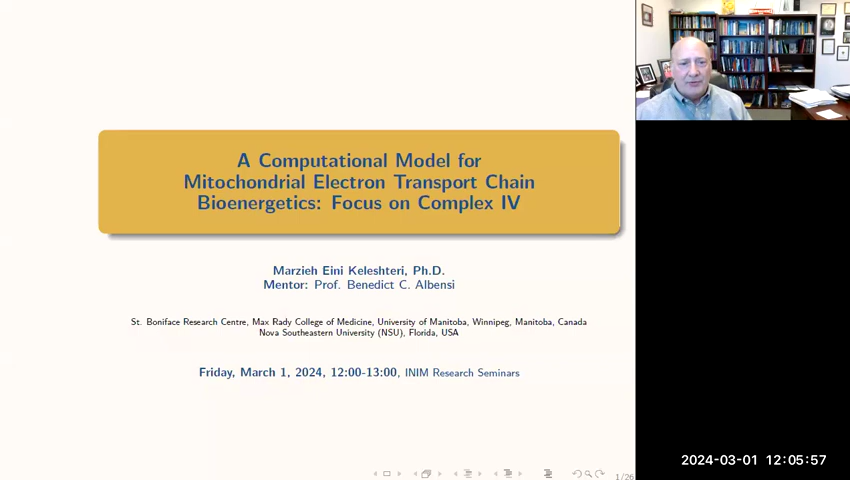 A Computational Model for
Mitochondrial Electron Transport Chain
Bioenergetics: Focus on Complex IV
Marzieh Eini Keleshteri, Ph.D.
Mentor: Prof. Benedict C. Albensi
St. Boniface Research Centre, Max Rady College of Medicine, University of Manitoba, Winnipeg, Manitoba, Canada
Nova Southeastern University (NSU), Florida, USA
Friday, March 1, 2024, 12:00-13:00, INIM Research Seminars
1/26
2024-03-01 12:05:57